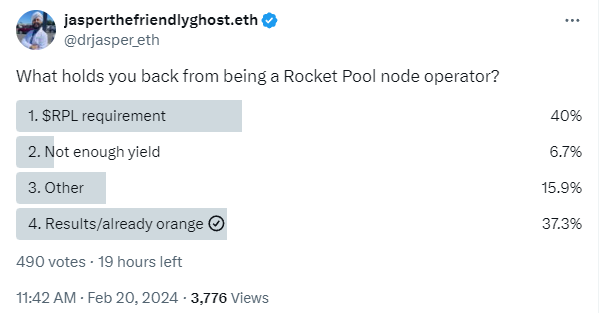 jasperthefriendlyghost.eth
@drjasper_eth
What holds you back from being a Rocket Pool node operator?
1. $RPL requirement 40%
2. Not enough yield 6.7%
3. Other 15.9%
4. Results/already orange 37.3%
490 votes · 19 hours left
11:42 AM · Feb 20, 2024 · 3,776 Views